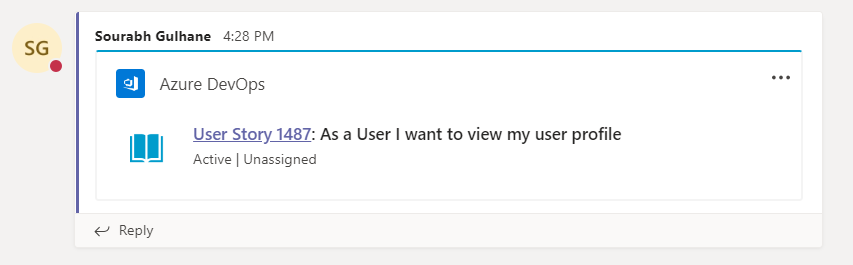 SG
Sourabh Gulhane 4:28 PM
Azure DevOps
User Story 1487: As a User I want to view my user profile
Active | Unassigned
Reply